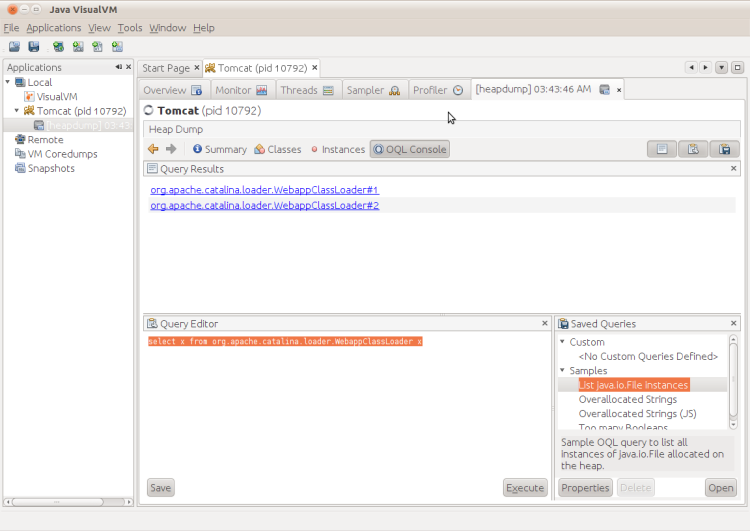 Java VisualVM
File Applications View Tools Window Help
Applications
Local
VisualVM
Tomcat (pid 10792)
[heapdump] 03:43
Remote
VM Coredumps
Snapshots
Start Page Tomcat (pid 10792)
Overview Monitor Threads Sampler Profiler [heapdump] 03:43:46 AM
Tomcat (pid 10792)
Heap Dump
Summary Classes Instances OQL Console
Query Results
org.apache.catalina.loader.WebappClassLoader#1
org.apache.catalina.loader.WebappClassLoader#2
Query Editor
select x from org.apache.catalina.loader.WebappClassLoader x
Save Execute
Saved Queries
Custom
<No Custom Queries Defined>
Samples
List java.io.File instances
Overallocated Strings
Overallocated Strings (JS)
Too many Booleans
Sample OQL query to list all
instances of java.io.File allocated on
the heap.
Properties Delete Open